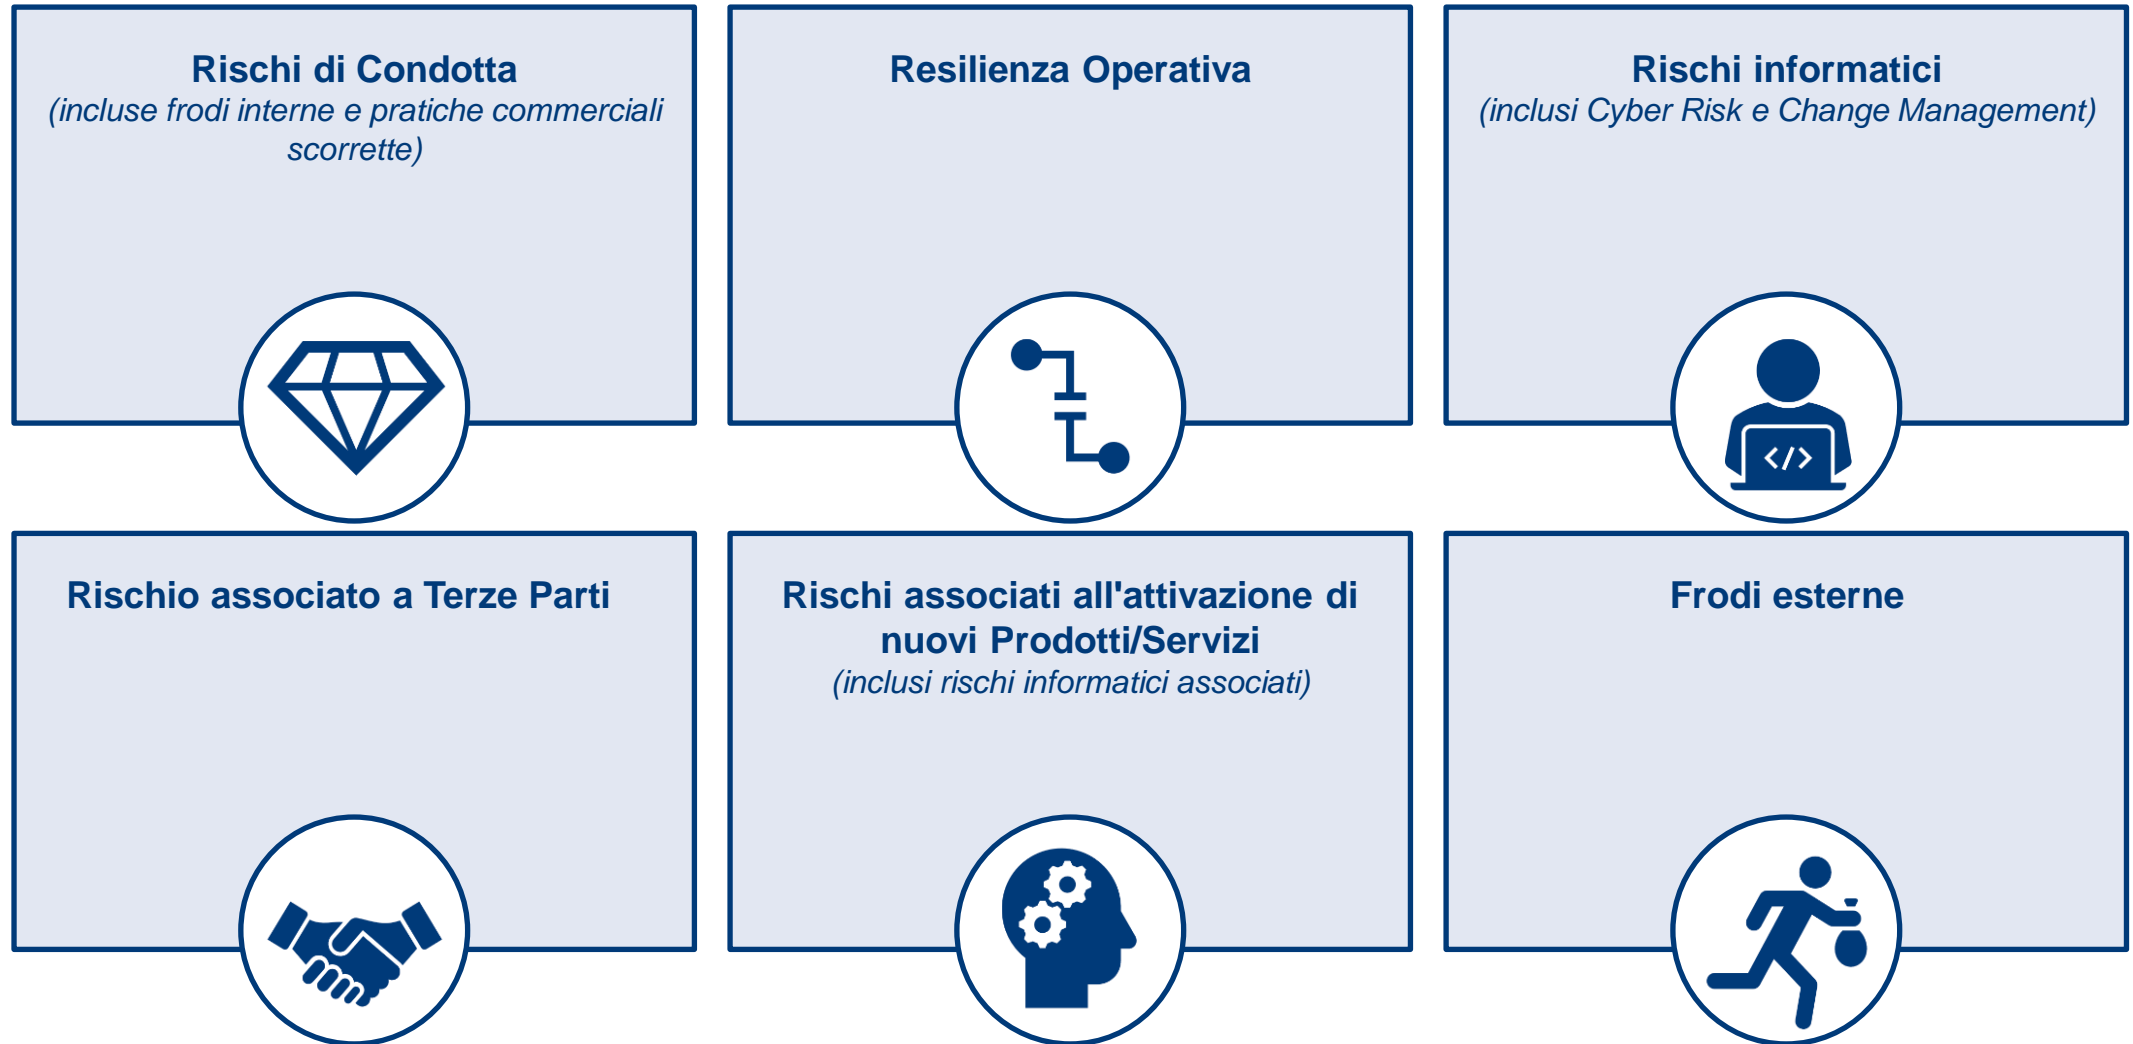 Rischi di Condotta
(incluse frodi interne e pratiche commerciali
scorrette)
Resilienza Operativa
Rischi informatici
(inclusi Cyber Risk e Change Management)
</>
Rischio associato a Terze Parti
Rischi associati all'attivazione di
nuovi Prodotti/Servizi
(inclusi rischi informatici associati)
Frodi esterne